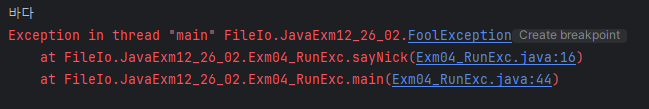 바다
Exception in thread "main" FileIo.JavaExm12_26_02.FoolException Create breakpoint
at FileIo.JavaExm12_26_02.Exm04_RunExc.sayNick(Exm04_RunExc.java:16)
at FileIo.JavaExm12_26_02.Exm04_RunExc.main(Exm04_RunExc.java:44)